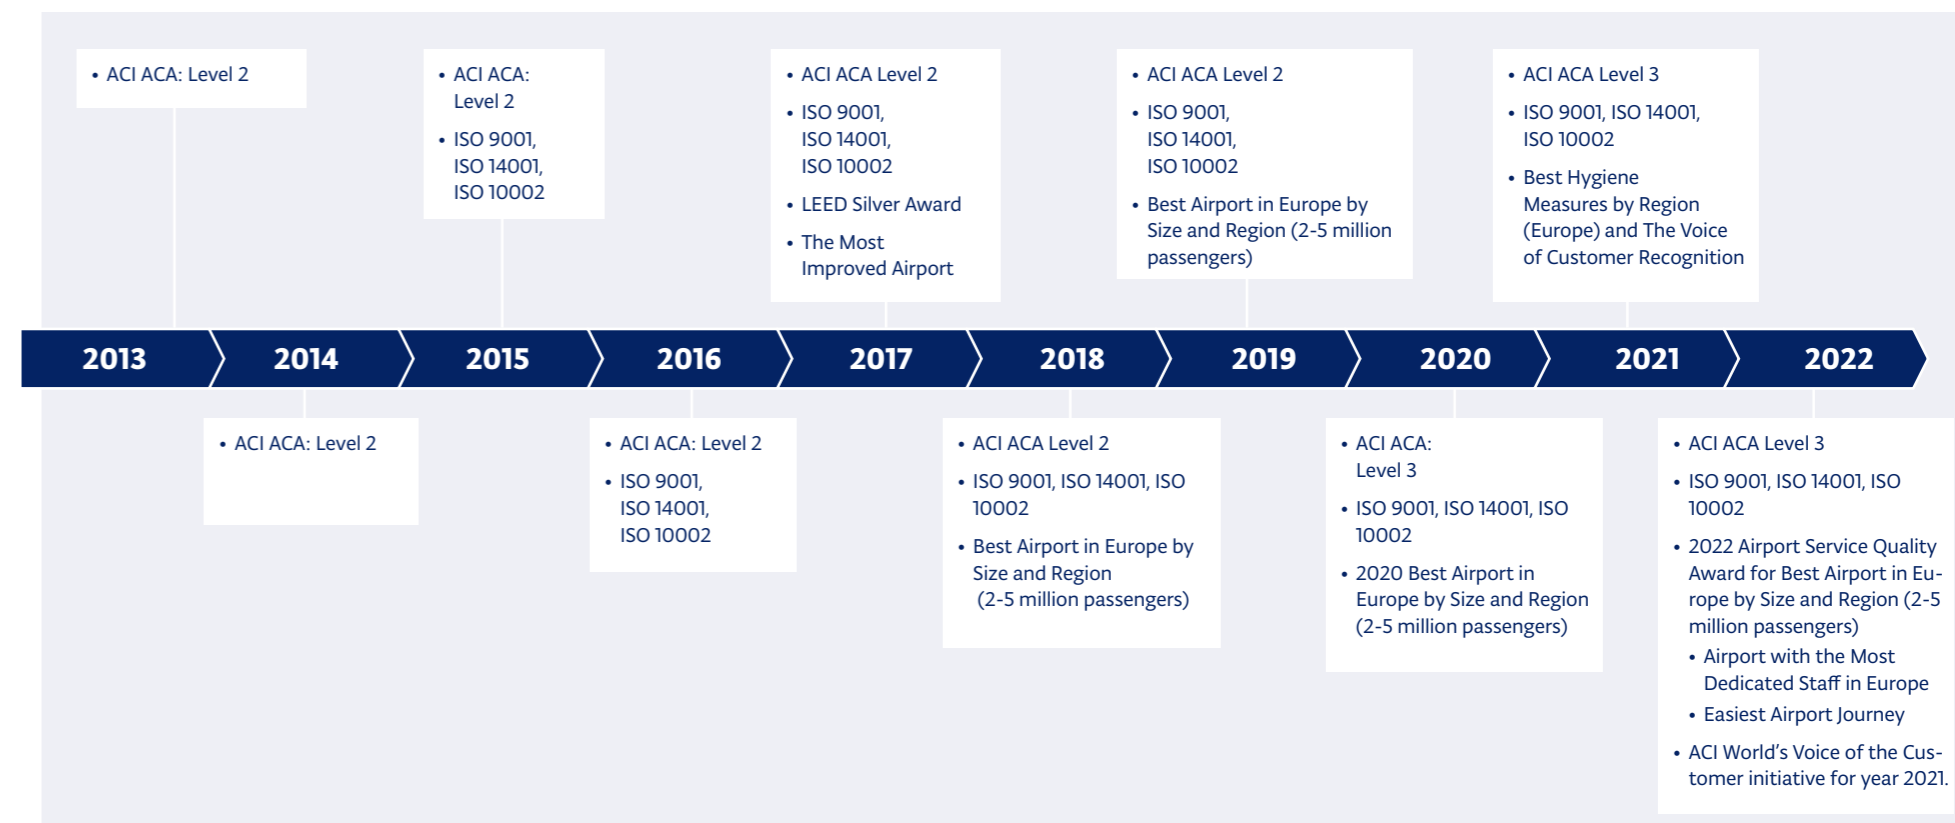 • ACI ACA: Level 2
• ACI ACA:
Level 2
• ISO 9001,
ISO 14001,
ISO 10002
• ACI ACA Level 2
• ISO 9001,
ISO 14001,
ISO 10002
• LEED Silver Award
• The Most
Improved Airport
• ACI ACA Level 2
• ISO 9001,
ISO 14001,
ISO 10002
• Best Airport in Europe by
Size and Region (2-5 million
passengers)
• ACI ACA Level 3
• ISO 9001, ISO 14001,
ISO 10002
• Best Hygiene
Measures by Region
(Europe) and The Voice
of Customer Recognition
2013 2014 2015 2016 2017 2018 2019 2020 2021 2022
• ACI ACA: Level 2
• ACI ACA: Level 2
• ISO 9001,
ISO 14001,
ISO 10002
• ACI ACA Level 2
• ISO 9001, ISO 14001, ISO
10002
• Best Airport in Europe by
Size and Region
(2-5 million passengers)
• ACI ACA:
Level 3
• ISO 9001, ISO 14001, ISO
10002
• 2020 Best Airport in
Europe by Size and Region
(2-5 million passengers)
• ACI ACA Level 3
• ISO 9001, ISO 14001, ISO
10002
• 2022 Airport Service Quality
Award for Best Airport in Eu-
rope by Size and Region (2-5
million passengers)
• Airport with the Most
Dedicated Staff in Europe
• Easiest Airport Journey
• ACI World's Voice of the Cus-
tomer initiative for year 2021.